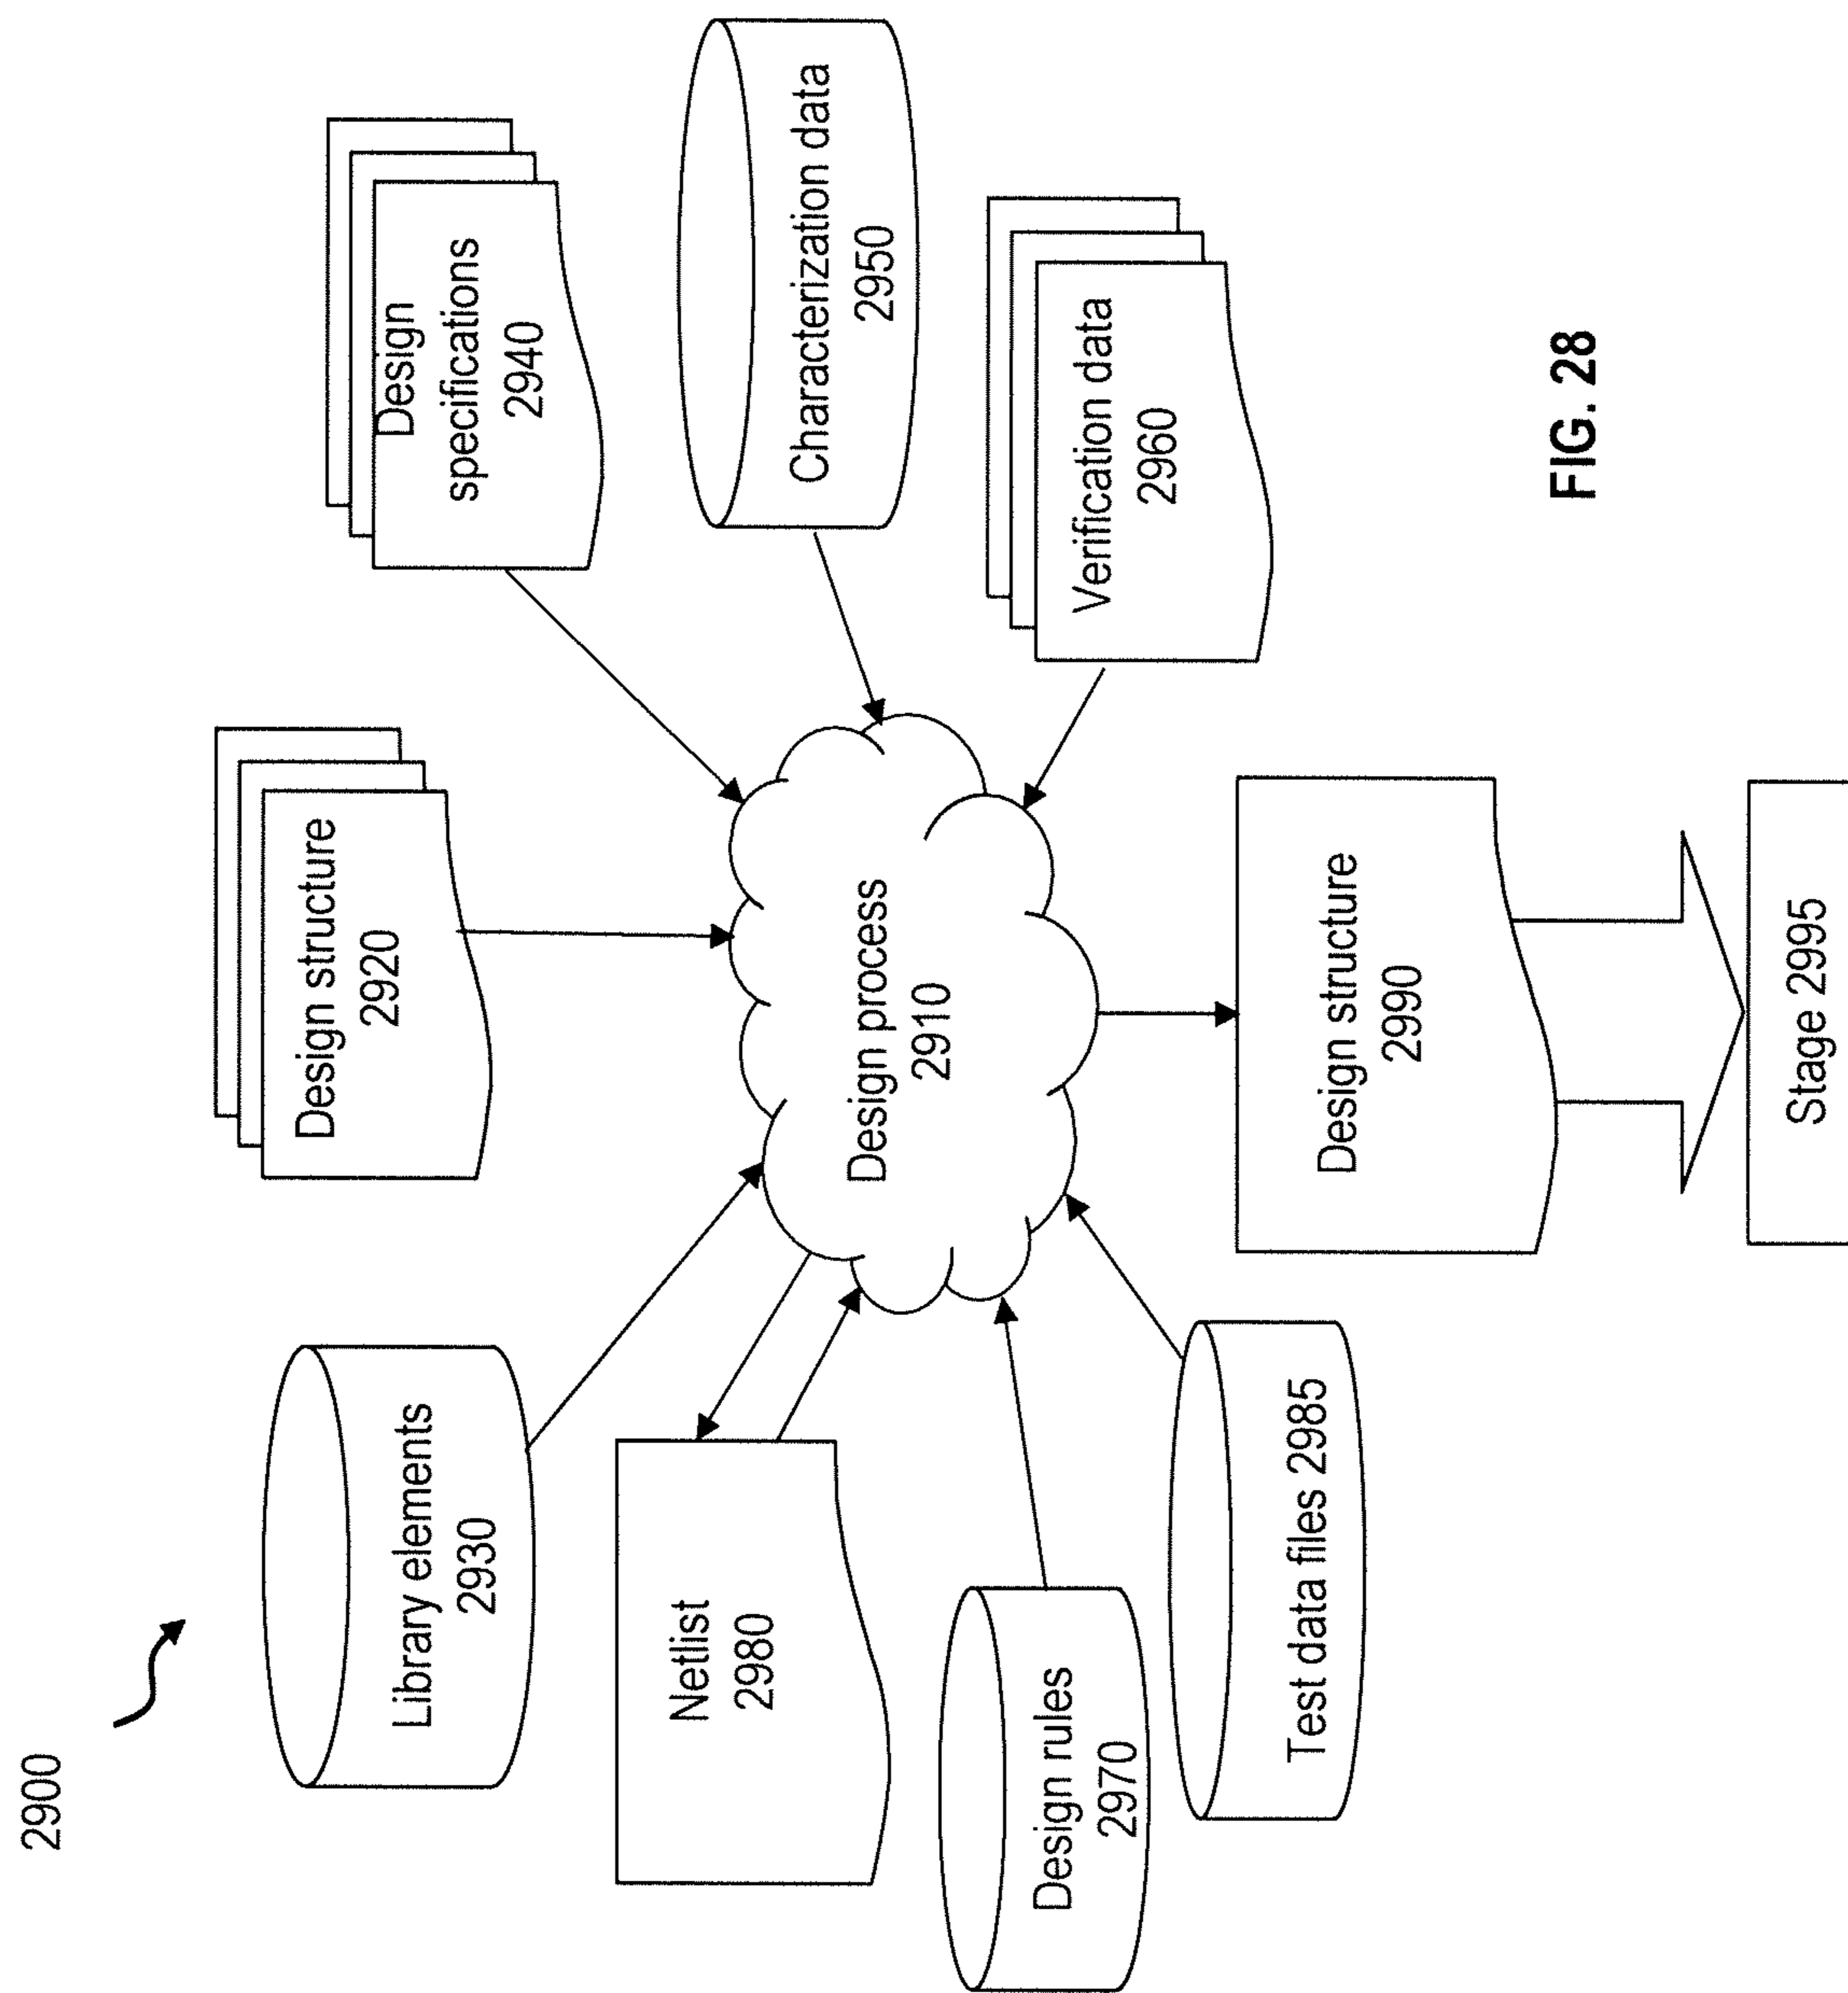 2900
Design structure
2920
Library elements
2930
Design
specifications
2940
Netlist
2980
Design process
2910
Characterization data
2950
Design rules
2970
Verification data
2960
Test data files 2985
Design structure
2990
Stage 2995
FIG. 28